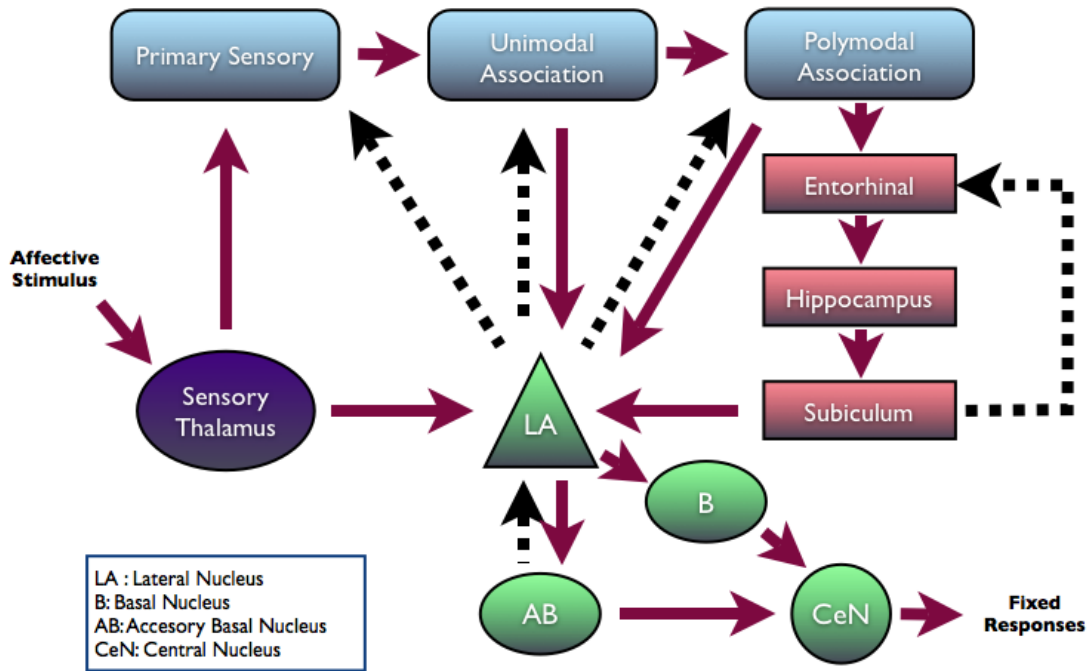 Primary Sensory
Unimodal
Association
Polymodal
Association
Entorhinal
Affective
Stimulus
Hippocampus
Sensory
Thalamus
LA
Subiculum
B
AB
CeN
Fixed
Responses
LA : Lateral Nucleus
B: Basal Nucleus
AB: Accesory Basal Nucleus
CeN: Central Nucleus